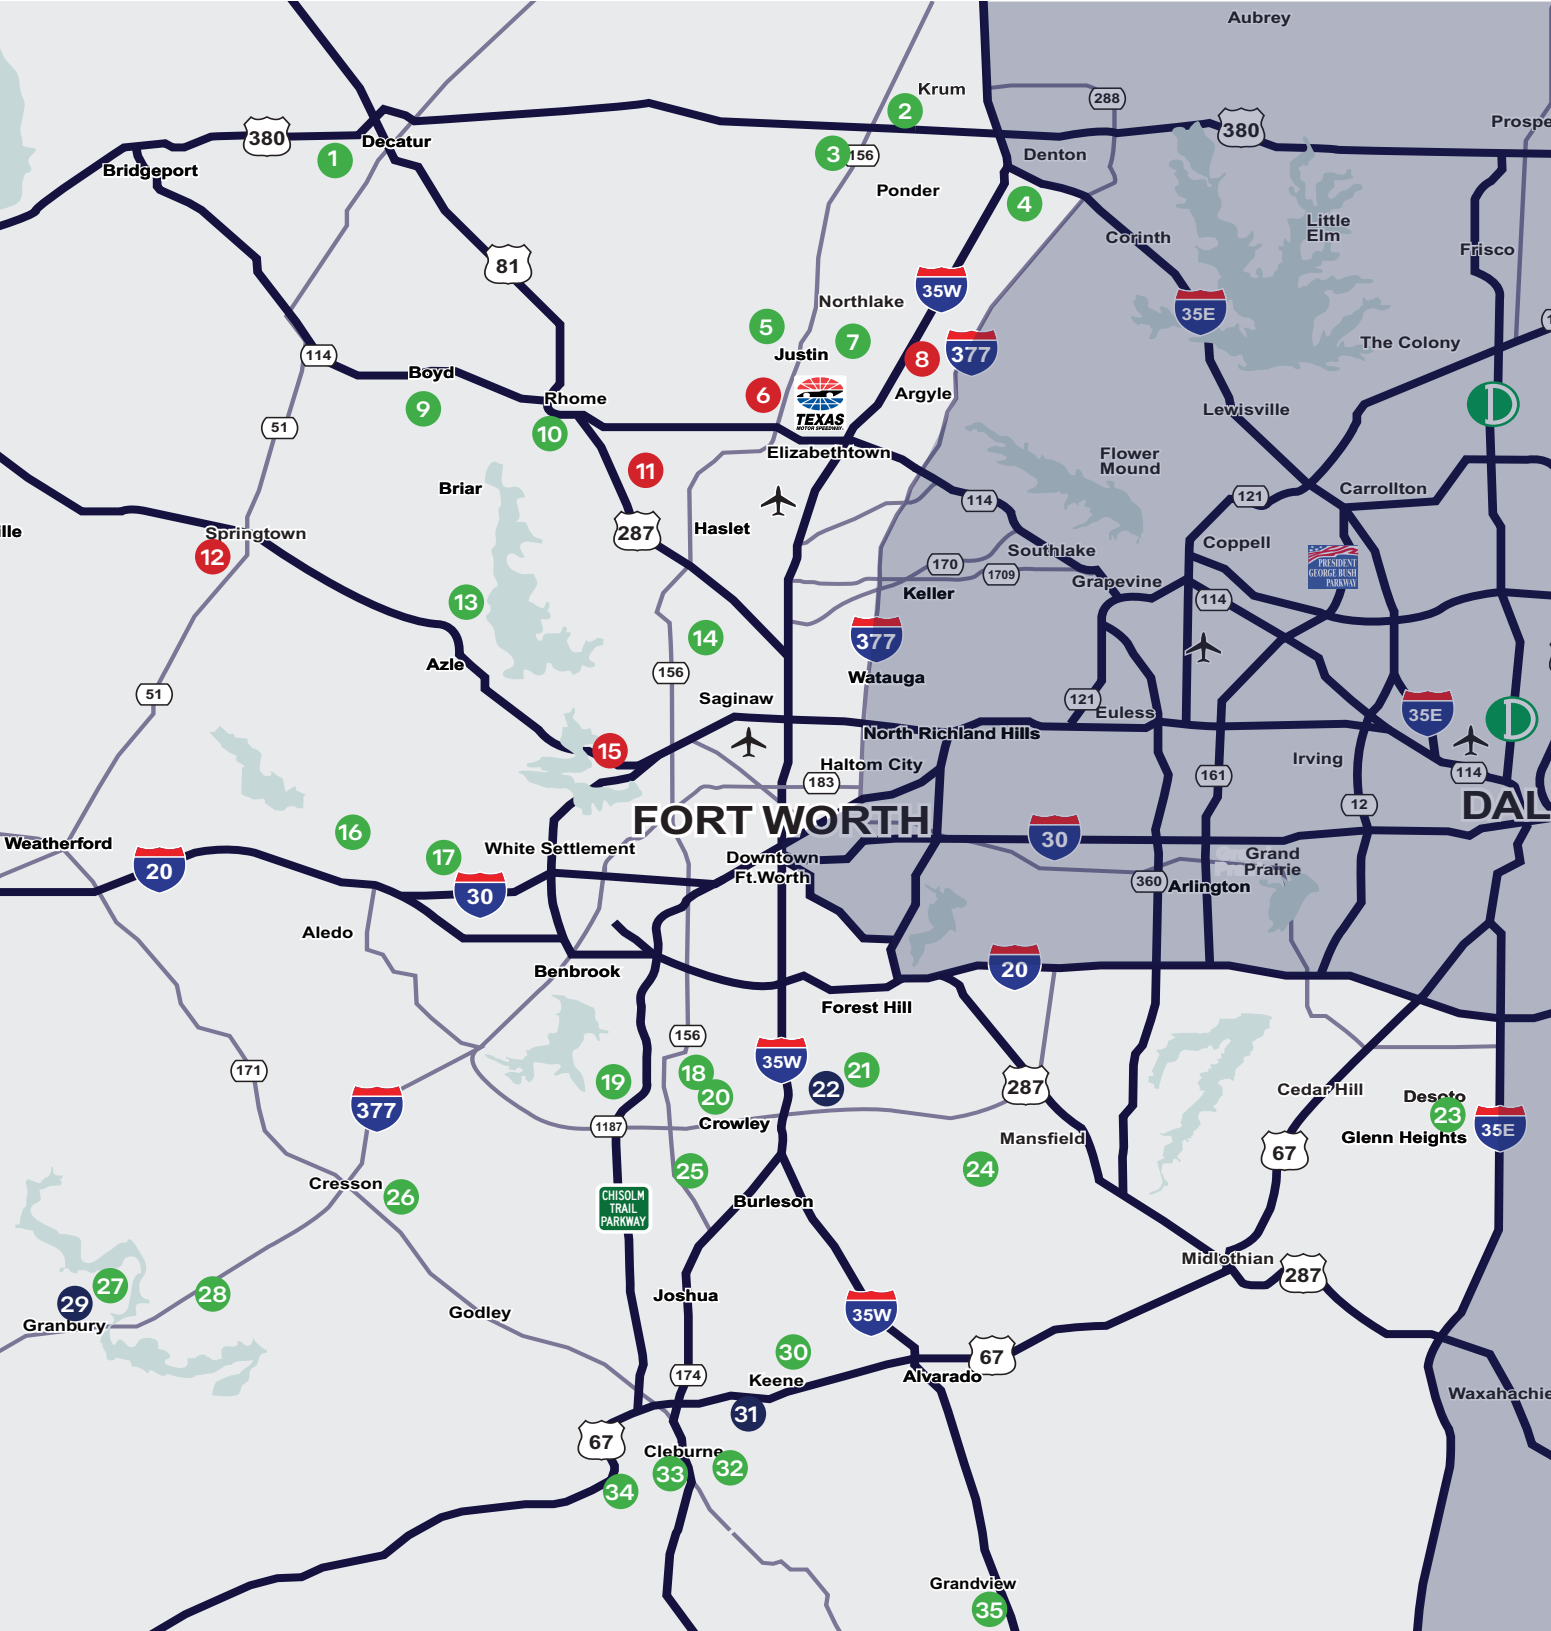 Aubrey
Krum
288
2
380
Decatur
380
Prospe
1
3
156
Denton
Bridgeport
Ponder
4
Little
Elm
Corinth
Frisco
81
35W
Northlake
35E
5
7
The Colony
114
Justin
8
377
Boyd
6
Argyle
Rhome
9
TEXAS
MOTOR SPEEDWAY
D
Lewisville
51
10
Elizabethtown
Flower
Mound
11
Briar
114
121
Carrollton
287
Haslet
lle
Springtown
12
Southlake
Coppell
170
1709
Grapevine
PRESIDENT
GEORGE BUSH
PARKWAY
Keller
13
114
14
377
Azle
156
Watauga
51
Saginaw
121
Euless
35E
D
North Richland Hills
15
Haltom City
Irving
183
161
114
12
DAL
16
FORT WORTH
30
Weatherford
White Settlement
17
20
Downtown
Ft.Worth
Grand
Prairie
30
360
Arlington
Aledo
Benbrook
20
Forest Hill
156
35W
171
19
18
21
22
287
20
Cedar Hill
Desoto
377
23
35E
1187
Crowley
Mansfield
Glenn Heights
67
25
24
Cresson
26
CHISOLM
TRAIL
PARKWAY
Burleson
Midlothian
27
28
287
29
Joshua
Granbury
Godley
35W
30
67
174
Keene
Alvarado
Waxahachie
31
67
Cleburne
33
32
34
Grandview
35